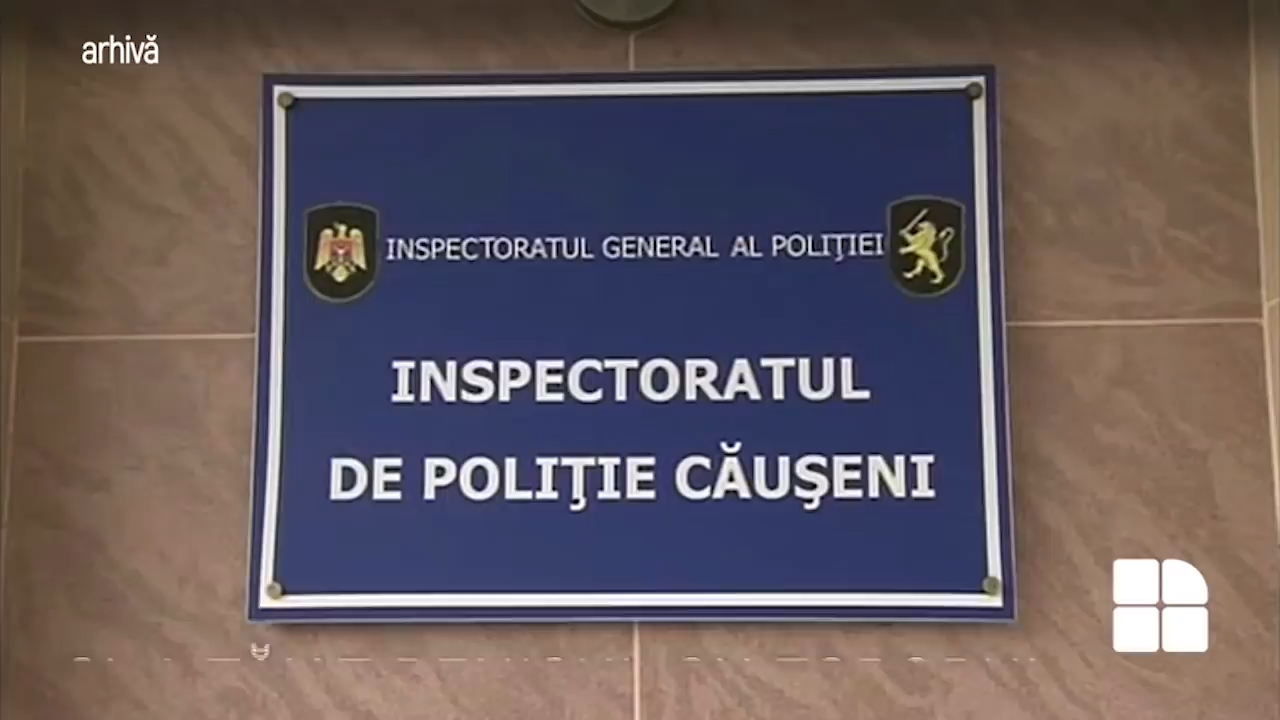 arhivă
INSPECTORATUL GENERAL AL POLIŢIEI
INSPECTORATUL
DE POLIŢIE CĂUŞENI